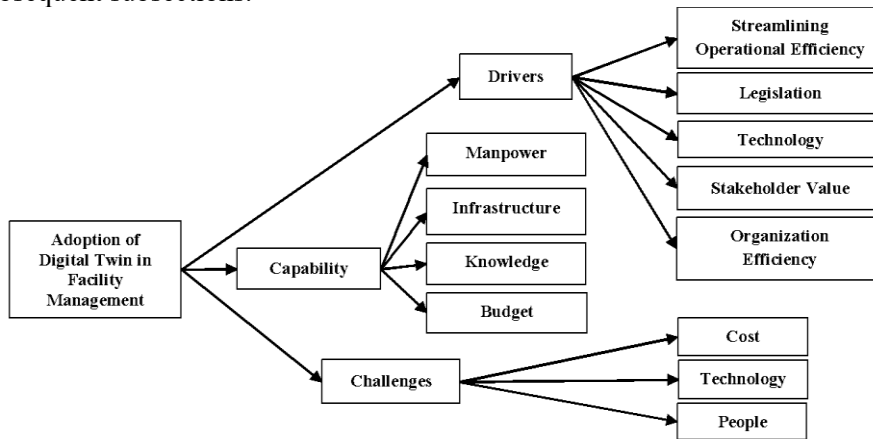 Streamlining
Operational Efficiency
Drivers
Legislation
Technology
Manpower
Stakeholder Value
Infrastructure
Organization
Efficiency
Adoption of
Digital Twin in
Facility
Management
Capability
Knowledge
Budget
Cost
Challenges
Technology
People